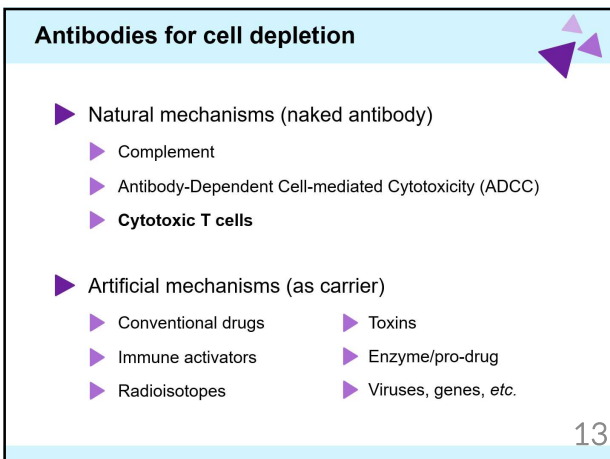 Antibodies for cell depletion
Natural mechanisms (naked antibody)
Complement
Antibody-Dependent Cell-mediated Cytotoxicity (ADCC)
Cytotoxic T cells
Artificial mechanisms (as carrier)
Conventional drugs
Toxins
Immune activators
Enzyme/pro-drug
Radioisotopes
Viruses, genes, etc.
13